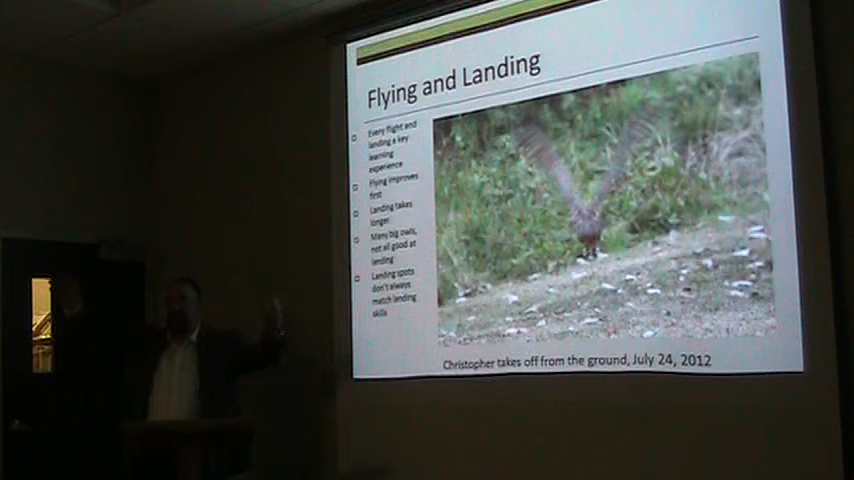 Flying and Landing
Every flight and
landing a key
learning
experience
Flying improves
first
Landing takes
longer
Many big owls,
not all good at
landing
Landing spots
don't always
match landing
skills
Christopher takes off from the ground, July 24, 2012